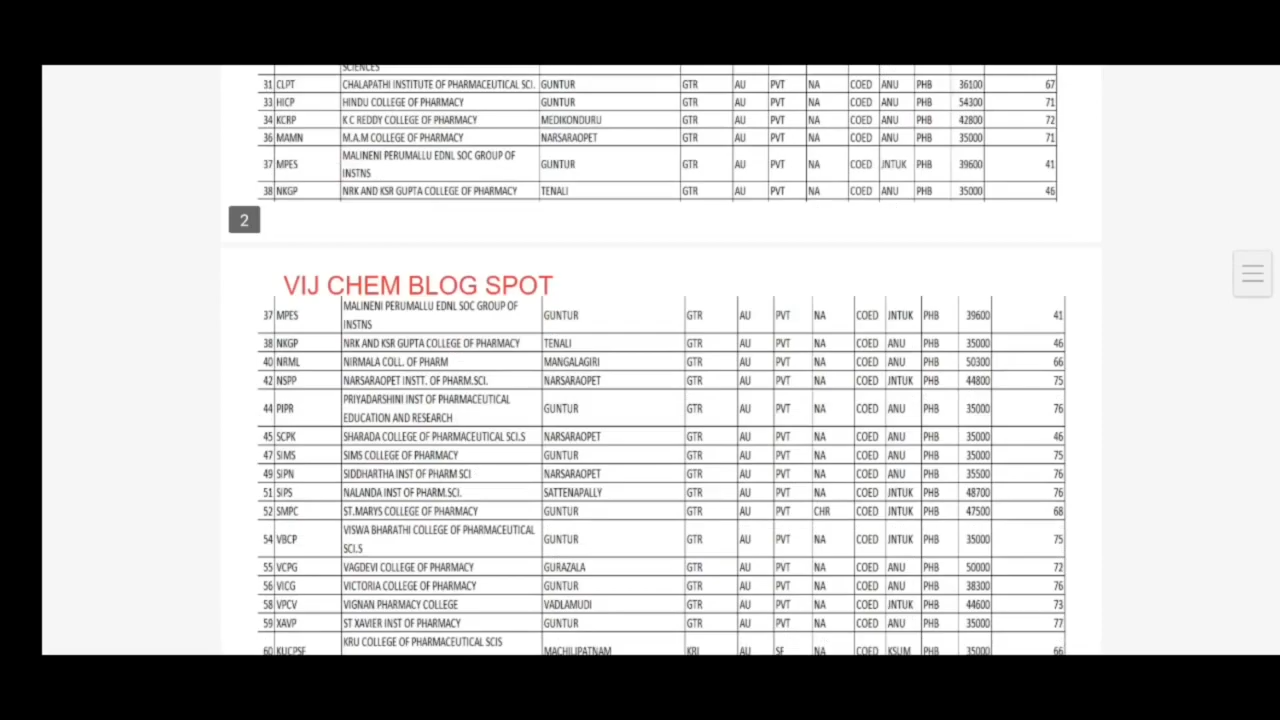 SCIENCES
31 CLPT CHALAPATHI INSTITUTE OF PHARMACEUTICAL SCI. GUNTUR GTR AU PVT NA COED ANU PHB 36100 67
33 HICP HINDU COLLEGE OF PHARMACY GUNTUR GTR AU PVT NA COED ANU PHB 54300 71
34 KCRP K C REDDY COLLEGE OF PHARMACY MEDIKONDURU GTR AU PVT NA COED ANU PHB 42800 72
36 MAMN M.A.M COLLEGE OF PHARMACY NARSARAOPET GTR AU PVT NA COED ANU PHB 35000 71
37 MPES MALINENI PERUMALLU EDNL SOC GROUP OF
INSTNS GUNTUR GTR AU PVT NA COED JNTUK PHB 39600 41
38 NKGP NRK AND KSR GUPTA COLLEGE OF PHARMACY TENALI GTR AU PVT NA COED ANU PHB 35000 46
2
VIJ CHEM BLOG SPOT
37 MPES MALINENI PERUMALLU EDNL SOC GROUP OF
INSTNS GUNTUR GTR AU PVT NA COED JNTUK PHB 39600 41
38 NKGP NRK AND KSR GUPTA COLLEGE OF PHARMACY TENALI GTR AU PVT NA COED ANU PHB 35000 46
40 NRML NIRMALA COLL. OF PHARM MANGALAGIRI GTR AU PVT NA COED ANU PHB 50300 66
42 NSPP NARSARAOPET INSTT. OF PHARM.SCI. NARSARAOPET GTR AU PVT NA COED JNTUK PHB 44800 75
44 PIPR PRIYADARSHINI INST OF PHARMACEUTICAL
EDUCATION AND RESEARCH GUNTUR GTR AU PVT NA COED ANU PHB 35000 76
45 SCPK SHARADA COLLEGE OF PHARMACEUTICAL SCI.S NARSARAOPET GTR AU PVT NA COED ANU PHB 35000 46
47 SIMS SIMS COLLEGE OF PHARMACY GUNTUR GTR AU PVT NA COED ANU PHB 35000 75
49 SIPN SIDDHARTHA INST OF PHARM SCI NARSARAOPET GTR AU PVT NA COED ANU PHB 35500 76
51 SIPS NALANDA INST OF PHARM.SCI. SATTENAPALLY GTR AU PVT NA COED JNTUK PHB 48700 76
52 SMPC ST.MARYS COLLEGE OF PHARMACY GUNTUR GTR AU PVT CHR COED JNTUK PHB 47500 68
54 VBCP VISWA BHARATHI COLLEGE OF PHARMACEUTICAL
SCI.S GUNTUR GTR AU PVT NA COED JNTUK PHB 35000 75
55 VCPG VAGDEVI COLLEGE OF PHARMACY GURAZALA GTR AU PVT NA COED ANU PHB 50000 72
56 VICG VICTORIA COLLEGE OF PHARMACY GUNTUR GTR AU PVT NA COED ANU PHB 38300 76
58 VPCV VIGNAN PHARMACY COLLEGE VADLAMUDI GTR AU PVT NA COED JNTUK PHB 44600 73
59 XAVP ST XAVIER INST OF PHARMACY GUNTUR GTR AU PVT NA COED ANU PHB 35000 77
60 KUCPSF KRU COLLEGE OF PHARMACEUTICAL SCIS MACHILIPATNAM KRI AU SF NA COED KSUM PHB 35000 66